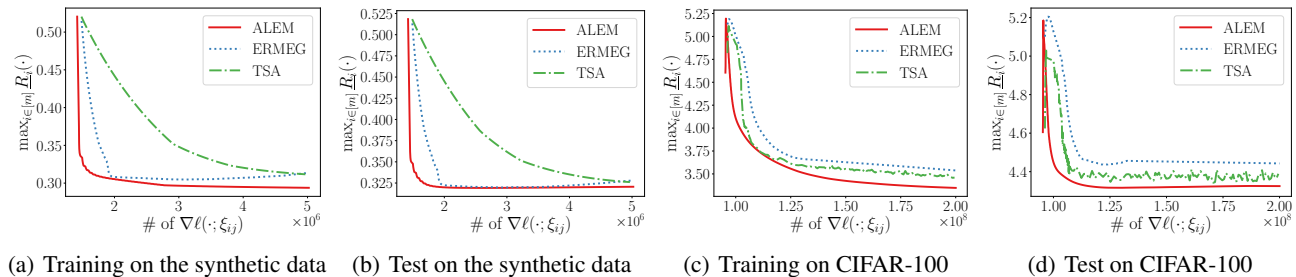 0.50
0.45
0.40
0.35
0.30
max_{i∈[m]} R_i(·)
ALEM
ERMEG
TSA
2 3 4 5
×10^6
# of ∇ℓ(·; ξ_{ij})
(a) Training on the synthetic data
0.525
0.500
0.475
0.450
0.425
0.400
0.375
0.350
0.325
max_{i∈[m]} R_i(·)
ALEM
ERMEG
TSA
2 3 4 5
×10^6
# of ∇ℓ(·; ξ_{ij})
(b) Test on the synthetic data
5.25
5.00
4.75
4.50
4.25
4.00
3.75
3.50
max_{i∈[m]} R_i(·)
ALEM
ERMEG
TSA
1.00 1.25 1.50 1.75 2.00
×10^8
# of ∇ℓ(·; ξ_{ij})
(c) Training on CIFAR-100
5.2
5.0
4.8
4.6
4.4
max_{i∈[m]} R_i(·)
ALEM
ERMEG
TSA
1.00 1.25 1.50 1.75 2.00
×10^8
# of ∇ℓ(·; ξ_{ij})
(d) Test on CIFAR-100